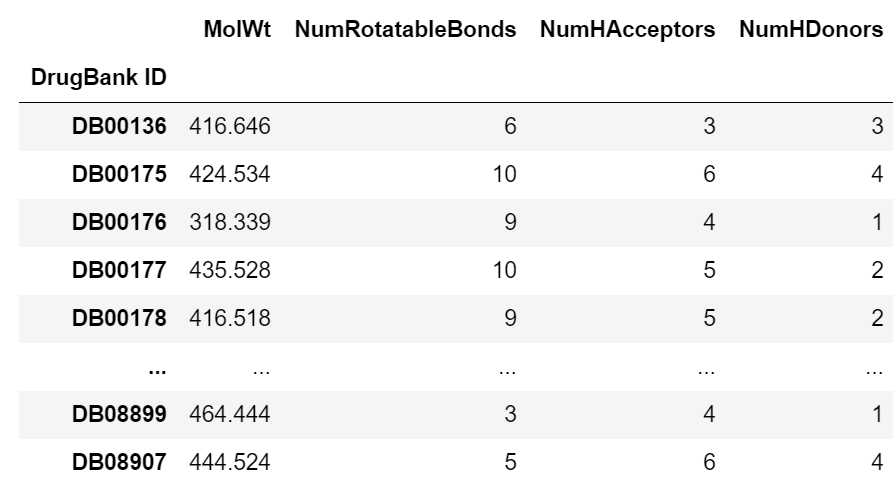 MolWt NumRotatableBonds NumHAcceptors NumHDonors
DrugBank ID
DB00136 416.646 6 3 3
DB00175 424.534 10 6 4
DB00176 318.339 9 4 1
DB00177 435.528 10 5 2
DB00178 416.518 9 5 2
... ... ... ... ...
DB08899 464.444 3 4 1
DB08907 444.524 5 6 4